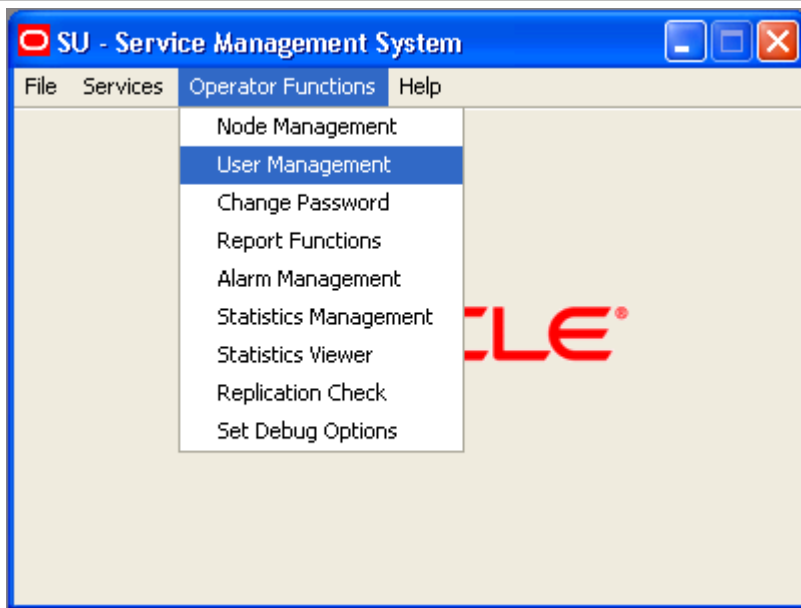 SU - Service Management System
File Services Operator Functions Help
Node Management
User Management
Change Password
Report Functions
Alarm Management
Statistics Management
Statistics Viewer
Replication Check
Set Debug Options
CLE®